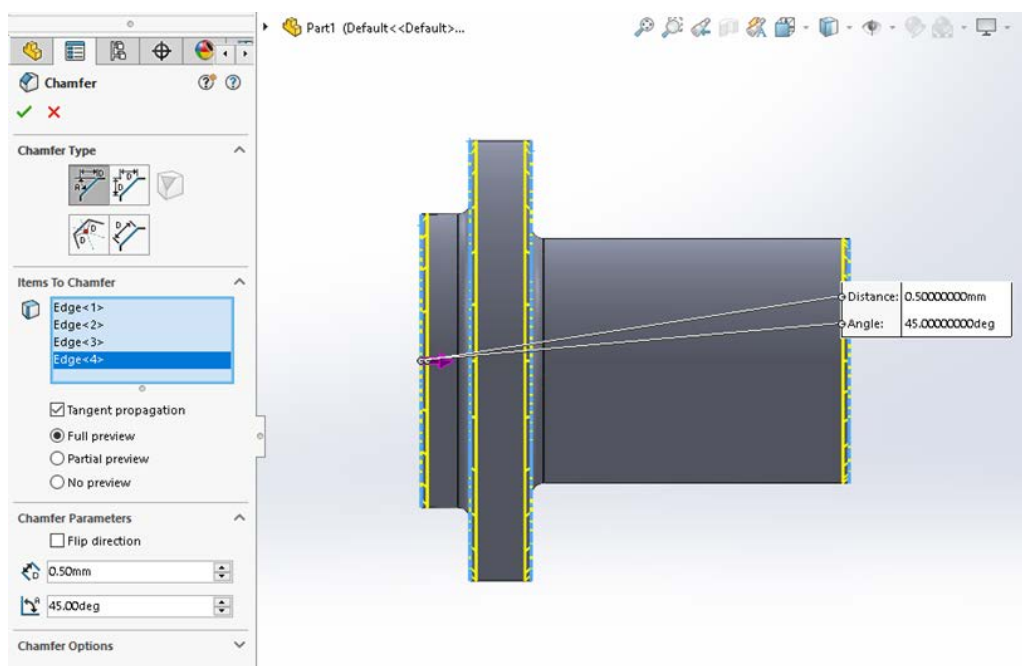 Part1 (Default<<Default>...
Chamfer
Chamfer Type
Items To Chamfer
Edge<1>
Edge<2>
Edge<3>
Edge<4>
Tangent propagation
Full preview
Partial preview
No preview
Chamfer Parameters
Flip direction
0.50mm
45.00deg
Chamfer Options
Distance: 0.50000000mm
Angle: 45.00000000deg